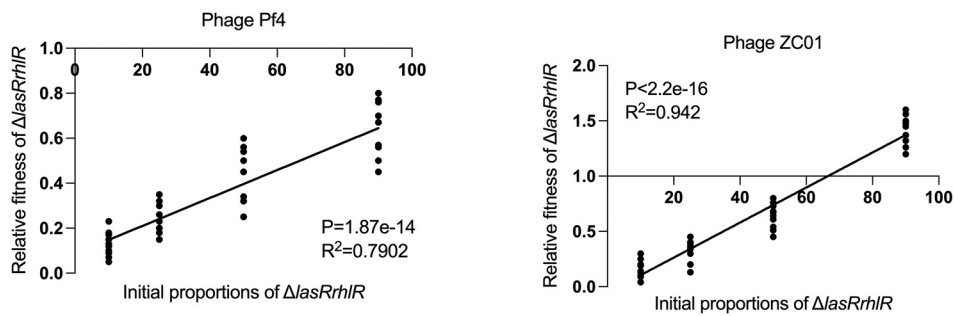 Phage Pf4
1.0
0 20 40 60 80 100
0.8
0.6
0.4
0.2
0.0
Relative fitness of ΔlasRrhlR
P=1.87e-14
R²=0.7902
Initial proportions of ΔlasRrhlR
Phage ZC01
2.0
1.5
1.0
0.5
0.0
20 40 60 80 100
Relative fitness of ΔlasRrhlR
P<2.2e-16
R²=0.942
Initial proportions of ΔlasRrhlR